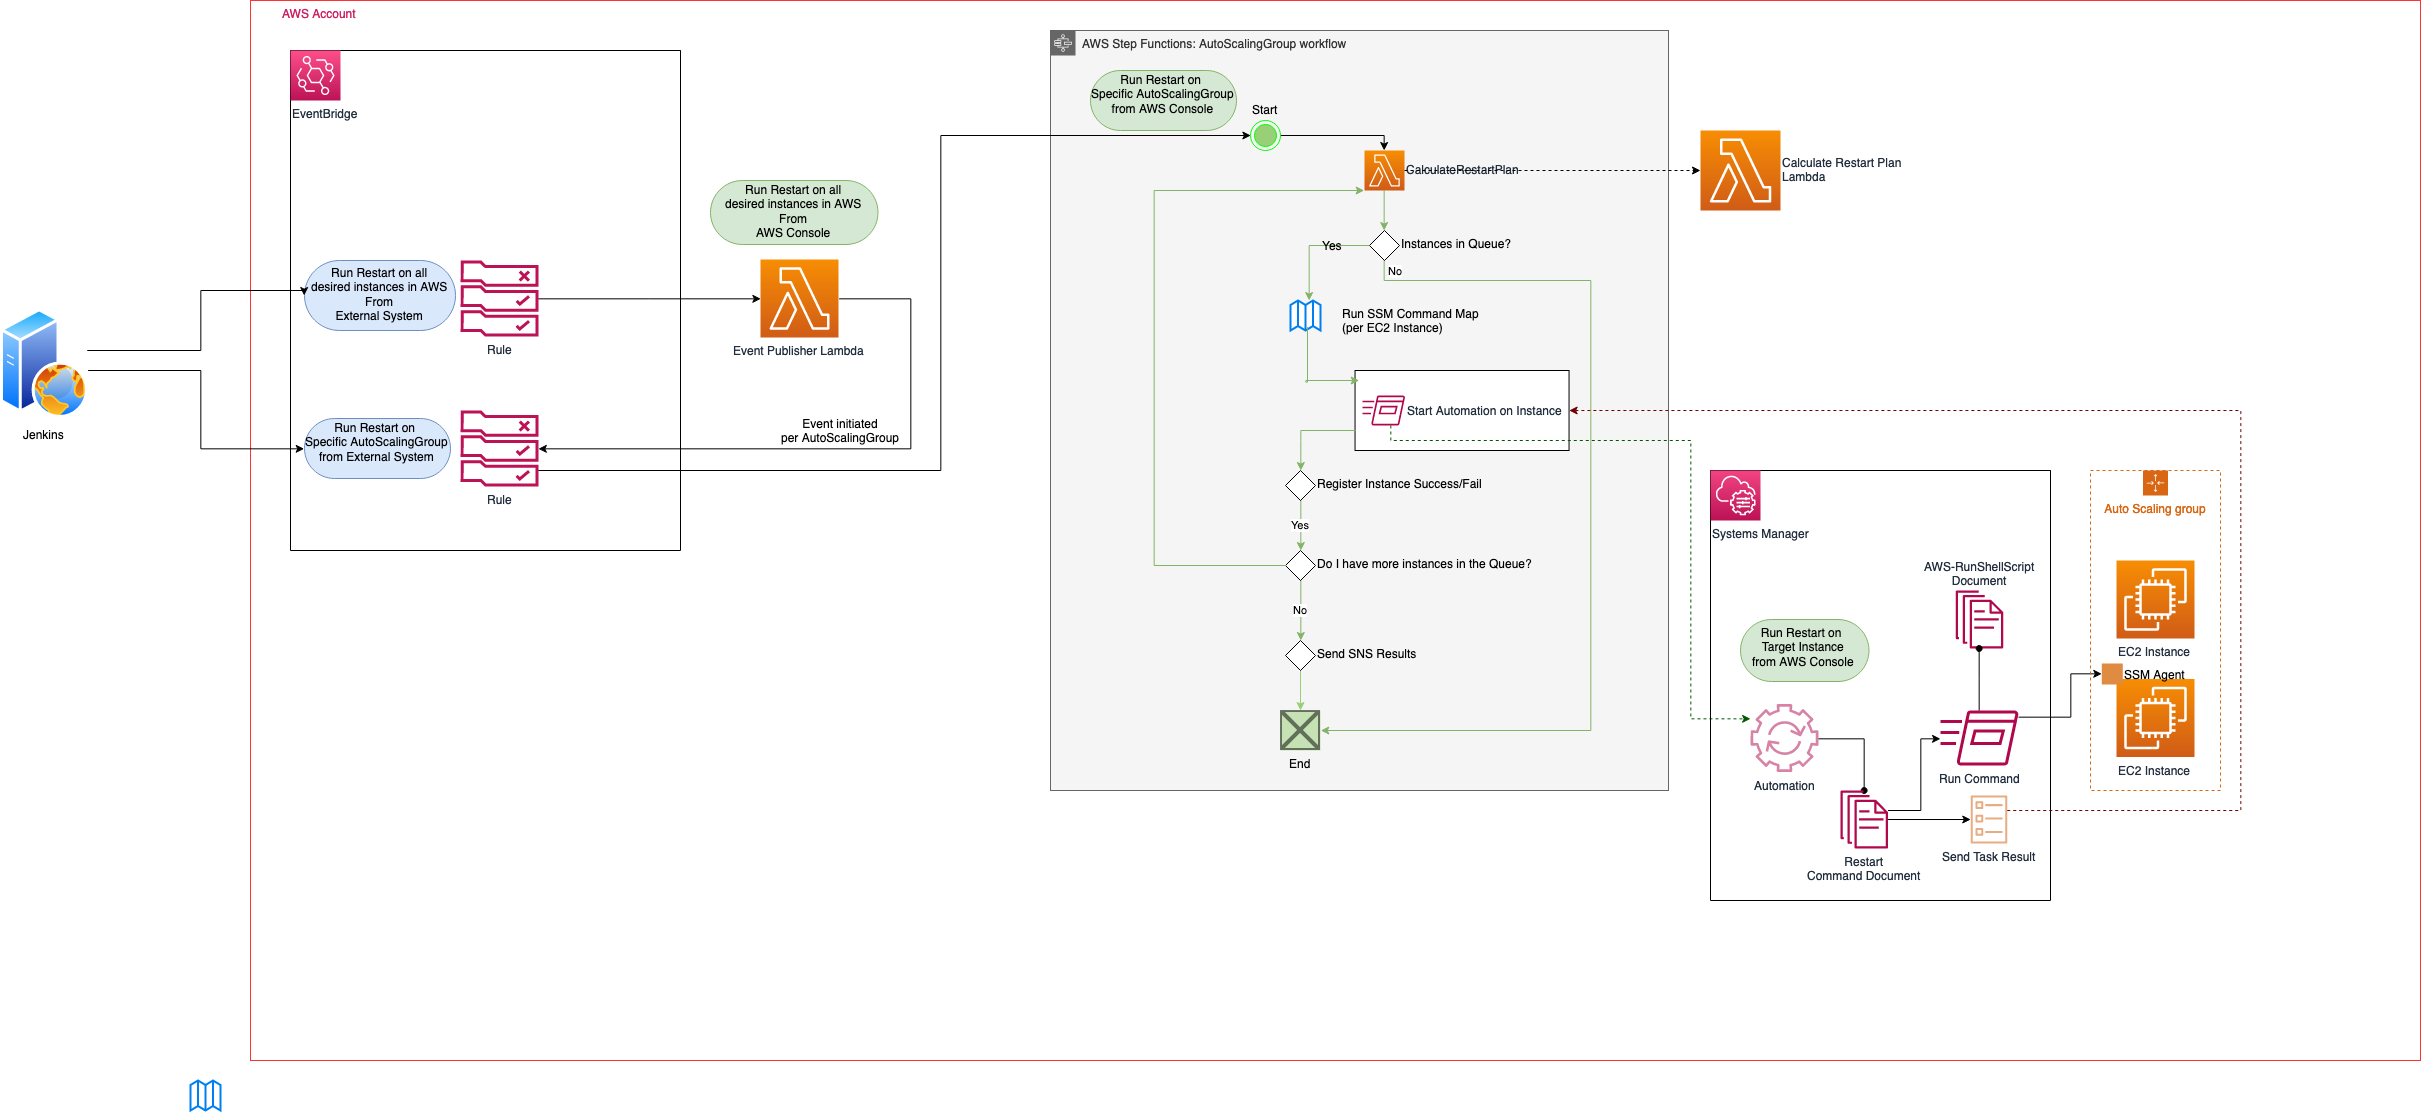 AWS Account
EventBridge
Run Restart on all
desired instances in AWS
From
External System
Rule
Run Restart on
Specific AutoScalingGroup
from External System
Rule
Jenkins
Run Restart on all
desired instances in AWS
From
AWS Console
Event Publisher Lambda
Event initiated
per AutoScalingGroup
AWS Step Functions: AutoScalingGroup workflow
Run Restart on
Specific AutoScalingGroup
from AWS Console
Start
CalculateRestartPlan
Calculate Restart Plan
Lambda
Yes
Instances in Queue?
No
Run SSM Command Map
(per EC2 Instance)
Start Automation on Instance
Register Instance Success/Fail
Yes
Do I have more instances in the Queue?
No
Send SNS Results
End
Systems Manager
AWS-RunShellScript
Document
Run Restart on
Target Instance
from AWS Console
Automation
Run Command
Restart
Command Document
Send Task Result
Auto Scaling group
EC2 Instance
SSM Agent
EC2 Instance